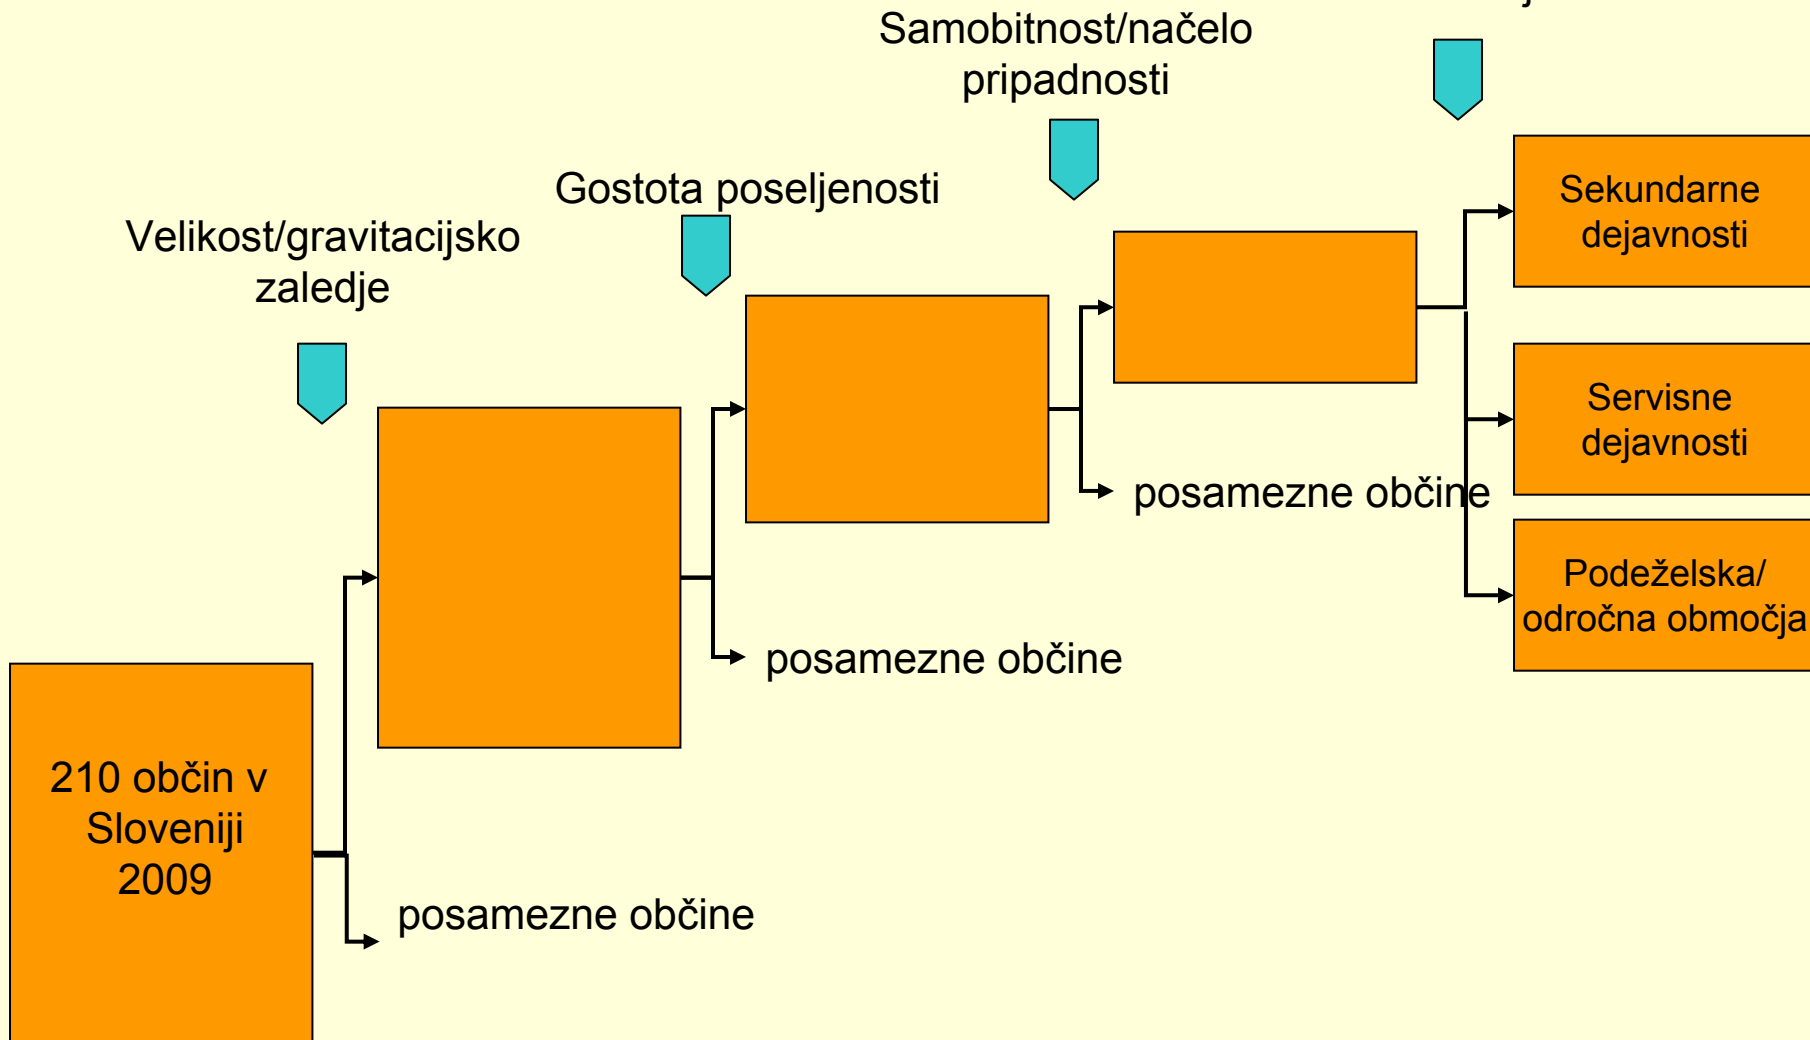 Samobitnost/načelo
pripadnosti
Gostota poseljenosti
Velikost/gravitacijsko
zaledje
Sekundarne
dejavnosti
Servisne
dejavnosti
posamezne občine
Podeželska/
odročna območja
posamezne občine
210 občin v
Sloveniji
2009
posamezne občine